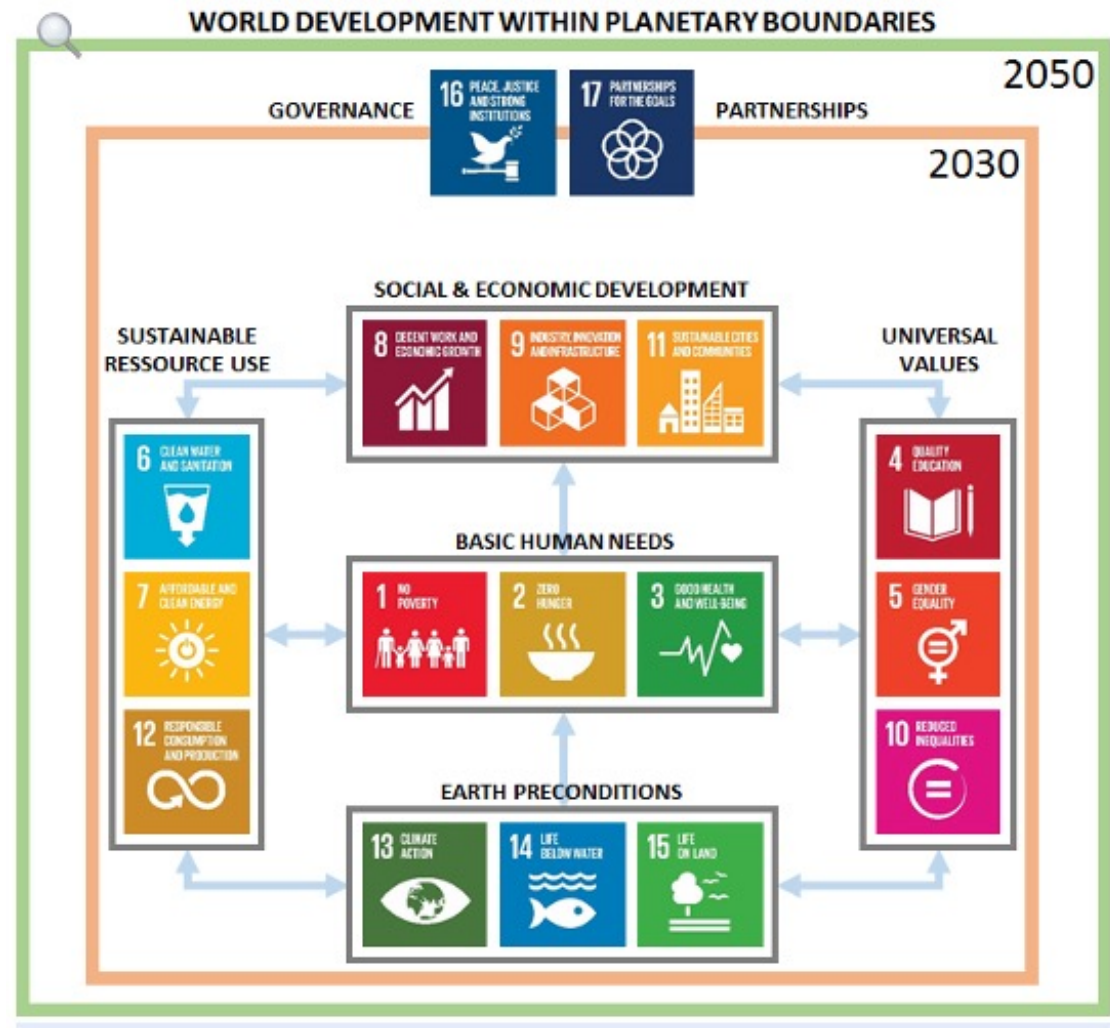 WORLD DEVELOPMENT WITHIN PLANETARY BOUNDARIES
2050
GOVERNANCE
16 PEACE, JUSTICE
AND STRONG
INSTITUTIONS
17 PARTNERSHIPS
FOR THE GOALS
PARTNERSHIPS
2030
SOCIAL & ECONOMIC DEVELOPMENT
8 DECENT WORK AND
ECONOMIC GROWTH
9 INDUSTRY, INNOVATION
AND INFRASTRUCTURE
11 SUSTAINABLE CITIES
AND COMMUNITIES
SUSTAINABLE
RESSOURCE USE
6 CLEAN WATER
AND SANITATION
7 AFFORDABLE AND
CLEAN ENERGY
12 RESPONSIBLE
CONSUMPTION
AND PRODUCTION
UNIVERSAL
VALUES
4 QUALITY
EDUCATION
5 GENDER
EQUALITY
10 REDUCED
INEQUALITIES
BASIC HUMAN NEEDS
1 NO
POVERTY
2 ZERO
HUNGER
3 GOOD HEALTH
AND WELL-BEING
EARTH PRECONDITIONS
13 CLIMATE
ACTION
14 LIFE
BELOW WATER
15 LIFE
ON LAND